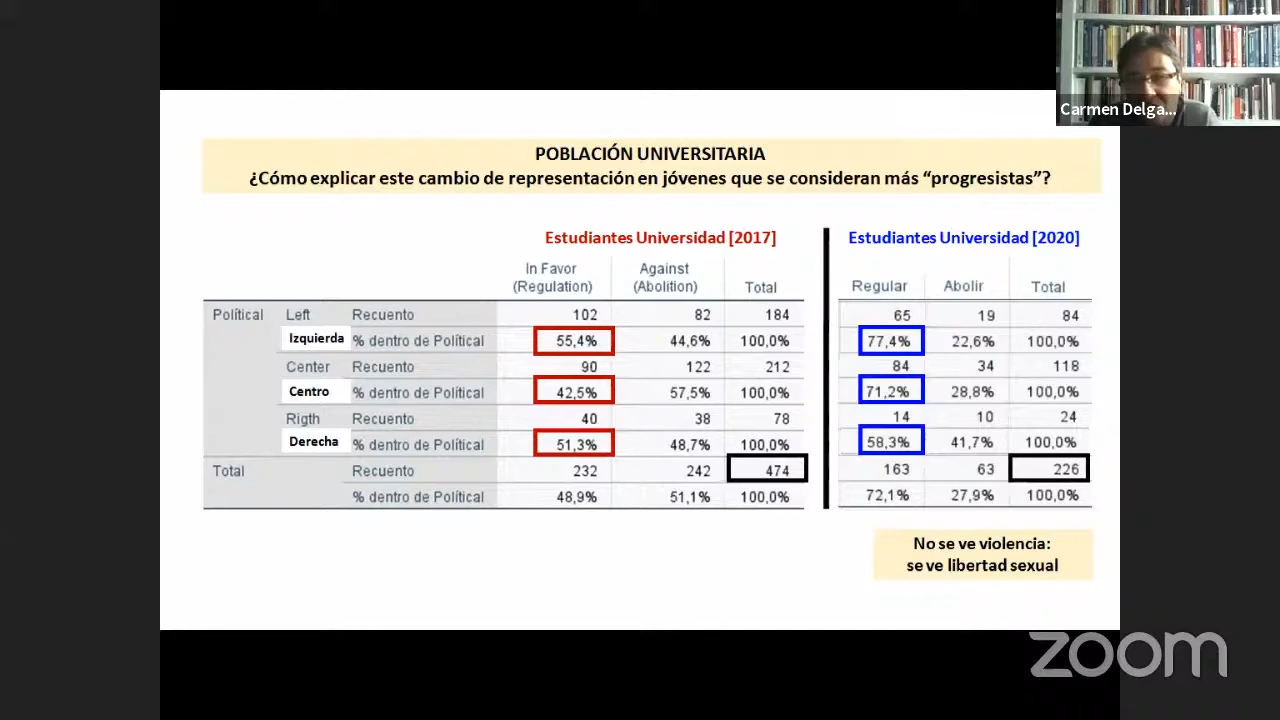 Carmen Delga...
POBLACIÓN UNIVERSITARIA
¿Cómo explicar este cambio de representación en jóvenes que se consideran más “progresistas”?
Estudiantes Universidad [2017] Estudiantes Universidad [2020]
In Favor (Regulation) Against (Abolition) Total Regular Abolir Total
Político Left Recuento 102 82 184 65 19 84
Izquierda % dentro de Polítical 55,4% 44,6% 100,0% 77,4% 22,6% 100,0%
Center Recuento 90 122 212 84 34 118
Centro % dentro de Polítical 42,5% 57,5% 100,0% 71,2% 28,8% 100,0%
Rigth Recuento 40 38 78 14 10 24
Derecha % dentro de Polítical 51,3% 48,7% 100,0% 58,3% 41,7% 100,0%
Total Recuento 232 242 474 163 63 226
% dentro de Polítical 48,9% 51,1% 100,0% 72,1% 27,9% 100,0%
No se ve violencia:
se ve libertad sexual
zoom